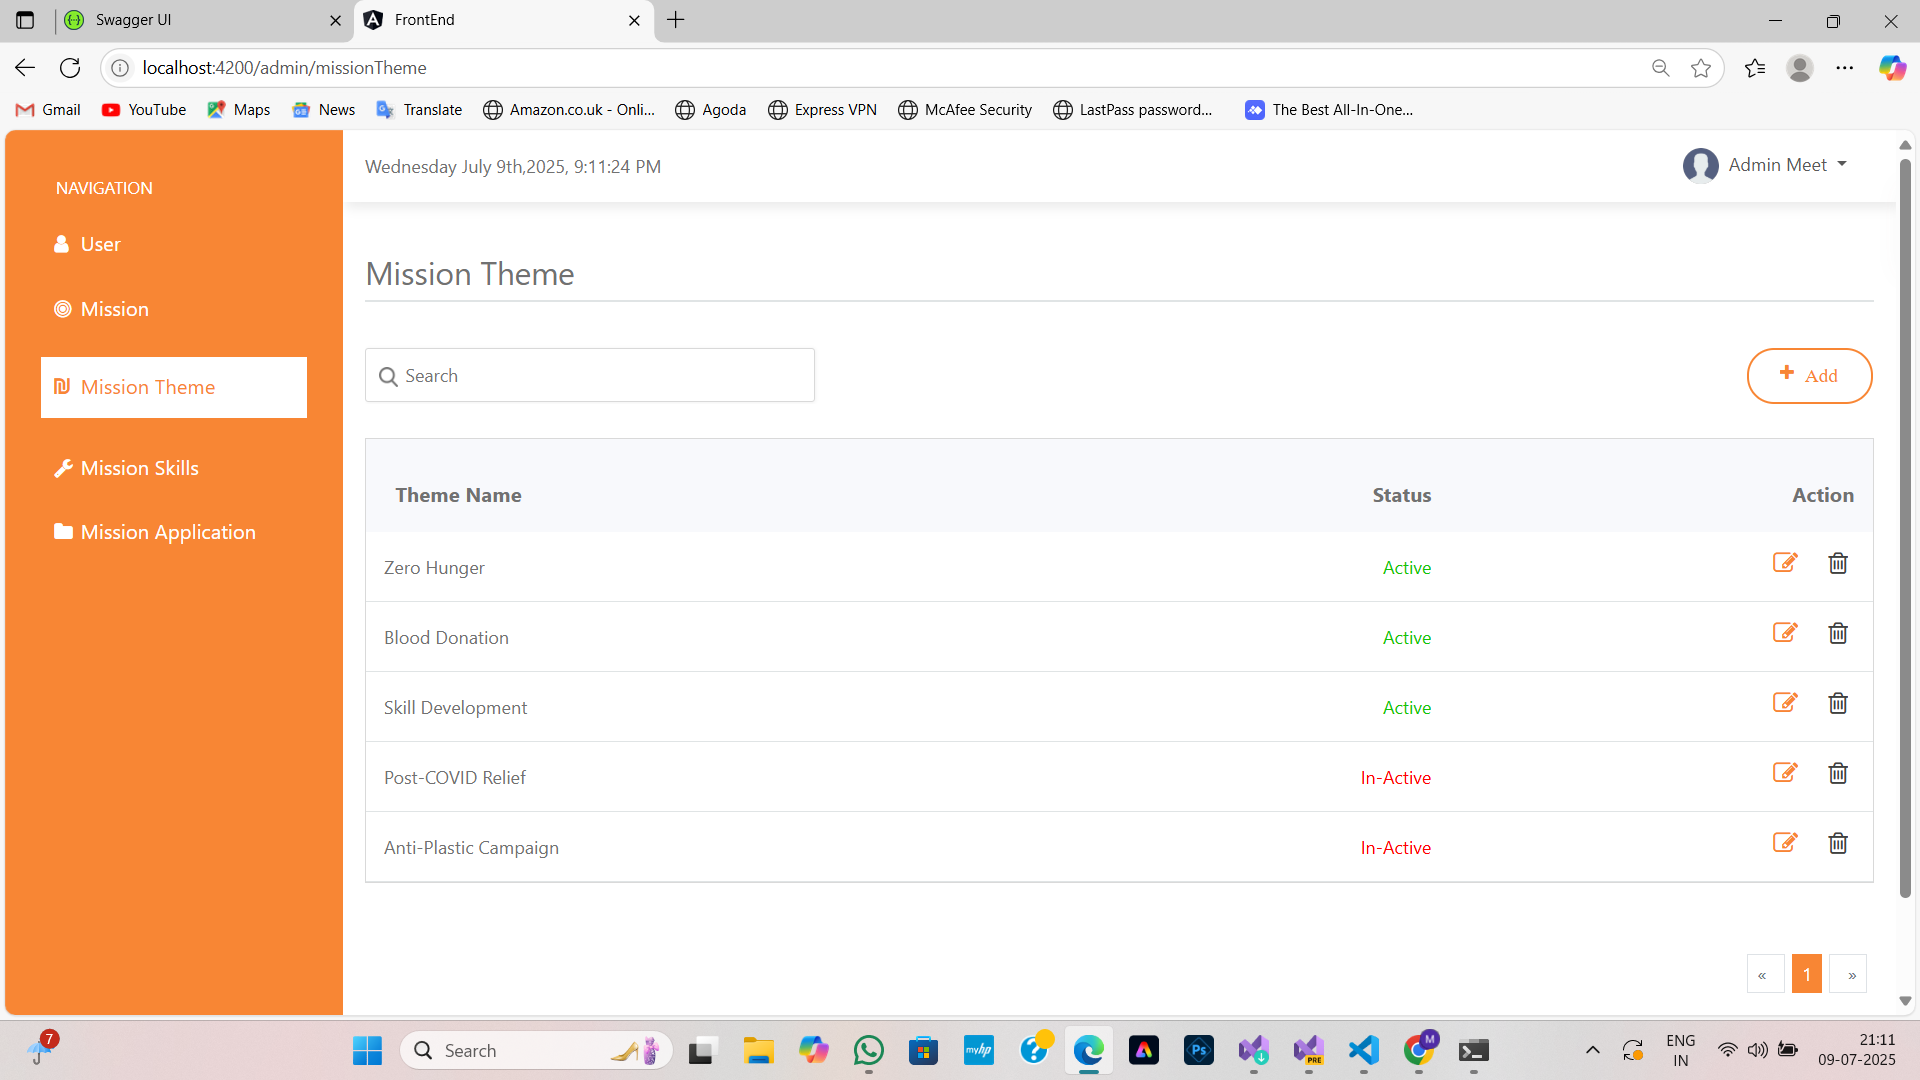 Swagger UI
FrontEnd
localhost:4200/admin/missionTheme
Gmail
YouTube
Maps
News
Translate
Amazon.co.uk - Onli...
Agoda
Express VPN
McAfee Security
LastPass password...
The Best All-In-One...
NAVIGATION
User
Mission
Mission Theme
Mission Skills
Mission Application
Wednesday July 9th,2025, 9:11:24 PM
Admin Meet
Mission Theme
Search
Add
Theme Name Status Action
Zero Hunger Active
Blood Donation Active
Skill Development Active
Post-COVID Relief In-Active
Anti-Plastic Campaign In-Active
« 1 »
7
Search
myhp
?
Ps
PRE
M
ENG
IN
21:11
09-07-2025